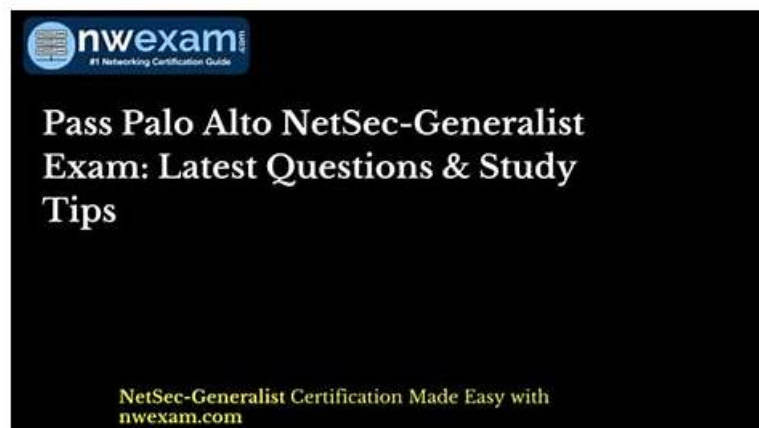 nwexam
.com
#1 Networking Certification Guide
Pass Palo Alto NetSec-Generalist
Exam: Latest Questions & Study
Tips
NetSec-Generalist Certification Made Easy with
nwexam.com